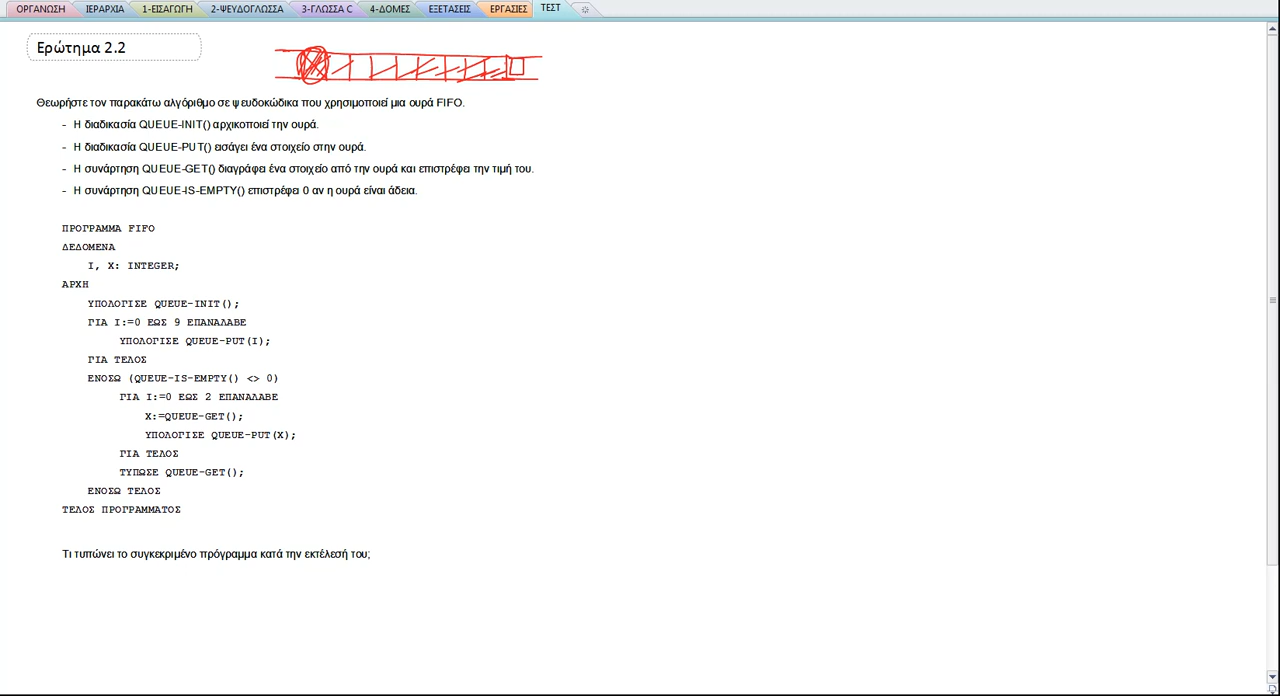 ΟΡΓΑΝΩΣΗ ΙΕΡΑΡΧΙΑ 1-ΕΙΣΑΓΩΓΗ 2-ΨΕΥΔΟΓΛΩΣΣΑ 3-ΓΛΩΣΣΑ C 4-ΔΟΜΕΣ ΕΞΕΤΑΣΕΙΣ ΕΡΓΑΣΙΕΣ ΤΕΣΤ
Ερώτημα 2.2
Θεωρήστε τον παρακάτω αλγόριθμο σε ψευδοκώδικα που χρησιμοποιεί μια ουρά FIFO.
- Η διαδικασία QUEUE-INIT() αρχικοποιεί την ουρά.
- Η διαδικασία QUEUE-PUT() εισάγει ένα στοιχείο στην ουρά.
- Η συνάρτηση QUEUE-GET() διαγράφει ένα στοιχείο από την ουρά και επιστρέφει την τιμή του.
- Η συνάρτηση QUEUE-IS-EMPTY() επιστρέφει 0 αν η ουρά είναι άδεια.
ΠΡΟΓΡΑΜΜΑ FIFO
ΔΕΔΟΜΕΝΑ
I, X: INTEGER;
ΑΡΧΗ
ΥΠΟΛΟΓΙΣΕ QUEUE-INIT();
ΓΙΑ I:=0 ΕΩΣ 9 ΕΠΑΝΑΛΑΒΕ
ΥΠΟΛΟΓΙΣΕ QUEUE-PUT(I);
ΓΙΑ ΤΕΛΟΣ
ΕΝΟΣΩ (QUEUE-IS-EMPTY() <> 0)
ΓΙΑ I:=0 ΕΩΣ 2 ΕΠΑΝΑΛΑΒΕ
X:=QUEUE-GET();
ΥΠΟΛΟΓΙΣΕ QUEUE-PUT(X);
ΓΙΑ ΤΕΛΟΣ
ΤΥΠΩΣΕ QUEUE-GET();
ΕΝΟΣΩ ΤΕΛΟΣ
ΤΕΛΟΣ ΠΡΟΓΡΑΜΜΑΤΟΣ
Τι τυπώνει το συγκεκριμένο πρόγραμμα κατά την εκτέλεσή του;